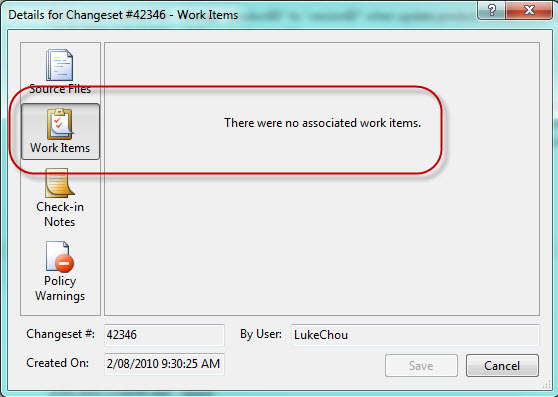 Details for Changeset #42346 - Work Items
Source Files
Work Items
There were no associated work items.
Check-in
Notes
Policy
Warnings
Changeset #: 42346 By User: LukeChou
Created On: 2/08/2010 9:30:25 AM Save Cancel